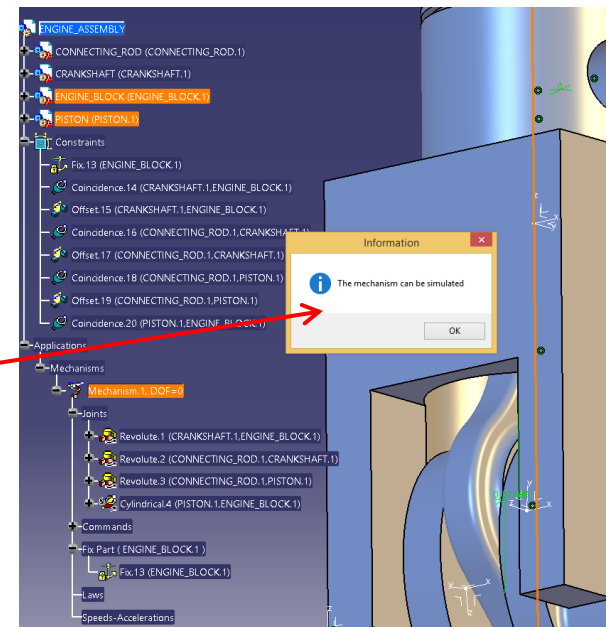 ENGINE_ASSEMBLY
CONNECTING_ROD (CONNECTING_ROD.1)
CRANKSHAFT (CRANKSHAFT.1)
ENGINE_BLOCK (ENGINE_BLOCK.1)
PISTON (PISTON.1)
Constraints
Fix.13 (ENGINE_BLOCK.1)
Coincidence.14 (CRANKSHAFT.1,ENGINE_BLOCK.1)
Offset.15 (CRANKSHAFT.1,ENGINE_BLOCK.1)
Coincidence.16 (CONNECTING_ROD.1,CRANKSHAFT.1)
Offset.17 (CONNECTING_ROD.1,CRANKSHAFT.1)
Coincidence.18 (CONNECTING_ROD.1,PISTON.1)
Offset.19 (CONNECTING_ROD.1,PISTON.1)
Coincidence.20 (PISTON.1,ENGINE_BLOCK.1)
Applications
Mechanisms
Mechanism.1, DOF=0
Joints
Revolute.1 (CRANKSHAFT.1,ENGINE_BLOCK.1)
Revolute.2 (CONNECTING_ROD.1,CRANKSHAFT.1)
Revolute.3 (CONNECTING_ROD.1,PISTON.1)
Cylindrical.4 (PISTON.1,ENGINE_BLOCK.1)
Commands
Fix Part ( ENGINE_BLOCK.1 )
Fix.13 (ENGINE_BLOCK.1)
Laws
Speeds-Accelerations
Information
The mechanism can be simulated
OK
z
x
y
z
x
y
x
z